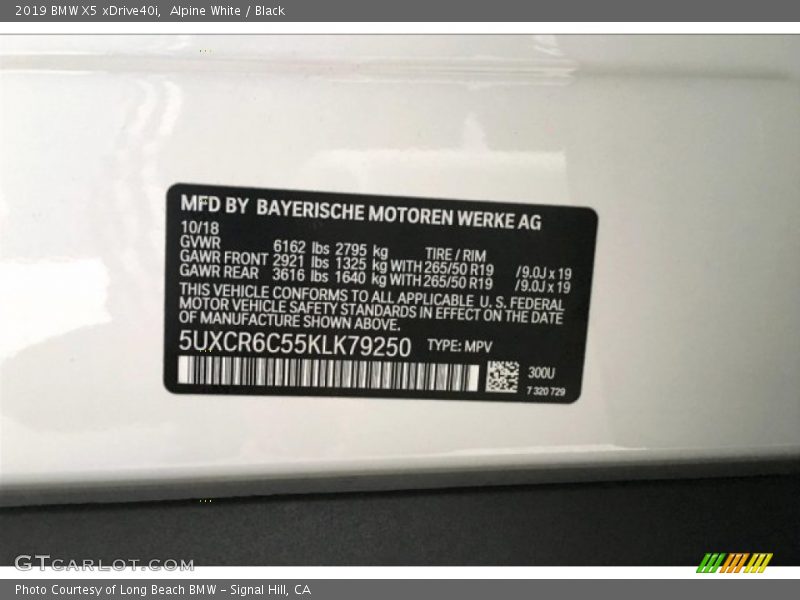 2019 BMW X5 xDrive40i,  Alpine White / Black
MFD BY BAYERISCHE MOTOREN WERKE AG
10/18
GVWR 6162 lbs 2795 kg TIRE / RIM
GAWR FRONT 2921 lbs 1325 kg WITH 265/50 R19 /9.0J x 19
GAWR REAR 3616 lbs 1640 kg WITH 265/50 R19 /9.0J x 19
THIS VEHICLE CONFORMS TO ALL APPLICABLE U. S. FEDERAL
MOTOR VEHICLE SAFETY STANDARDS IN EFFECT ON THE DATE
OF MANUFACTURE SHOWN ABOVE.
5UXCR6C55KLK79250 TYPE: MPV
300U
7 320 729
GTCARLOT.COM
Photo Courtesy of Long Beach BMW – Signal Hill, CA